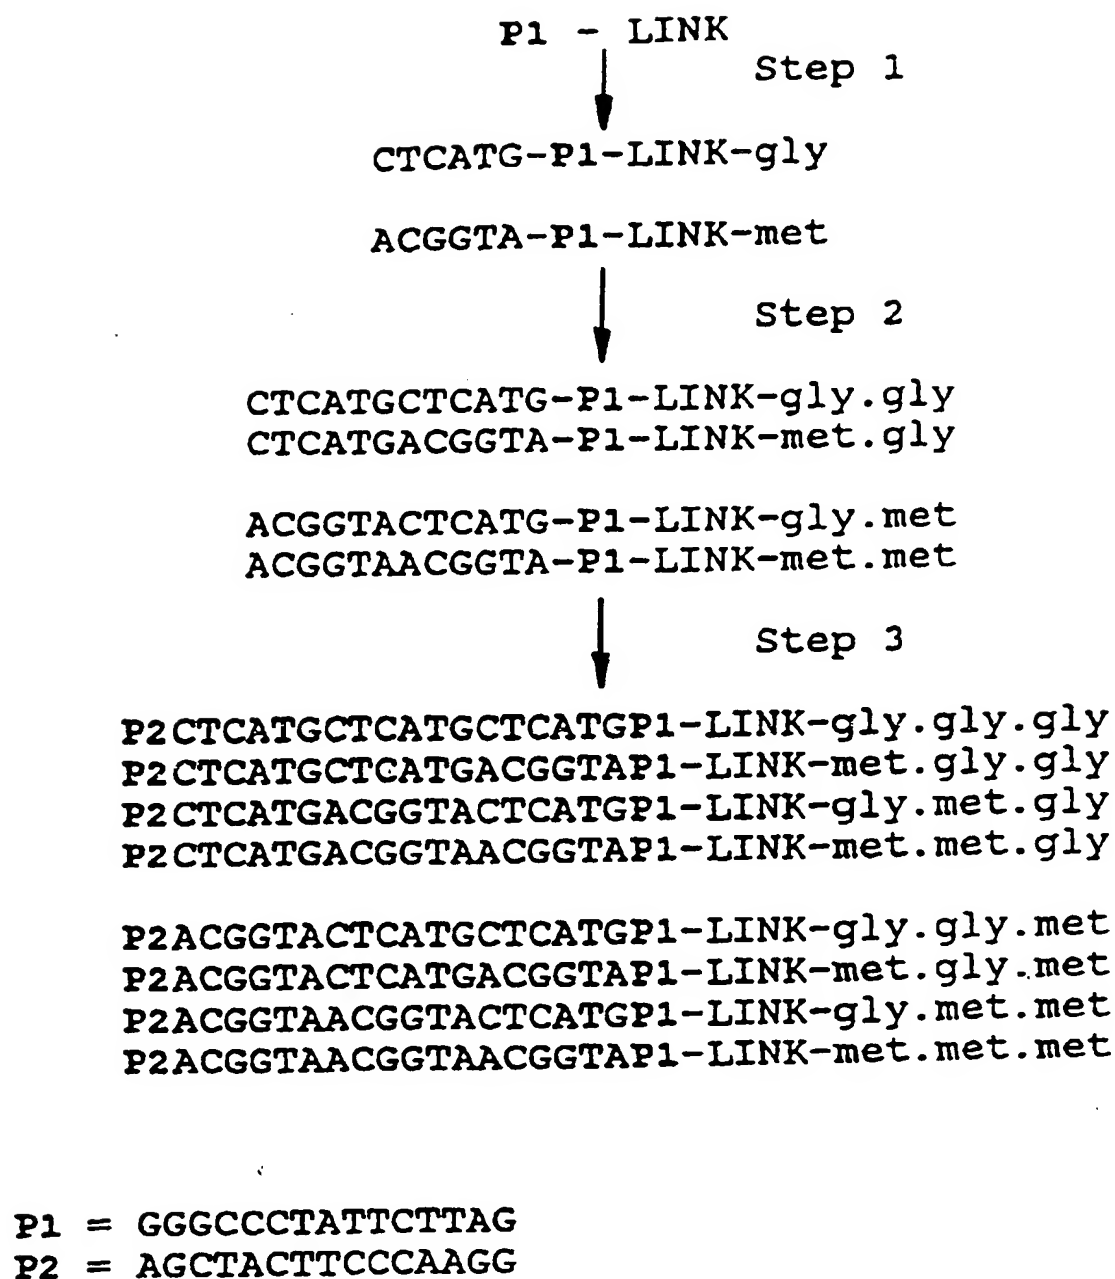 P1 - LINK
Step 1
CTCATG-P1-LINK-gly
ACGGTA-P1-LINK-met
Step 2
CTCATGCTCATG-P1-LINK-gly.gly
CTCATGACGGTA-P1-LINK-met.gly
ACGGTACTCATG-P1-LINK-gly.met
ACGGTAACGGTA-P1-LINK-met.met
Step 3
P2CTCATGCTCATGCTCATGP1-LINK-gly.gly.gly
P2CTCATGCTCATGACGGTAP1-LINK-met.gly.gly
P2CTCATGACGGTACTCATGP1-LINK-gly.met.gly
P2CTCATGACGGTAACGGTAP1-LINK-met.met.gly
P2ACGGTACTCATGCTCATGP1-LINK-gly.gly.met
P2ACGGTACTCATGACGGTAP1-LINK-met.gly.met
P2ACGGTAACGGTACTCATGP1-LINK-gly.met.met
P2ACGGTAACGGTAACGGTAP1-LINK-met.met.met
P1 = GGGCCCTATTCTTAG
P2 = AGCTACTTCCCAAGG